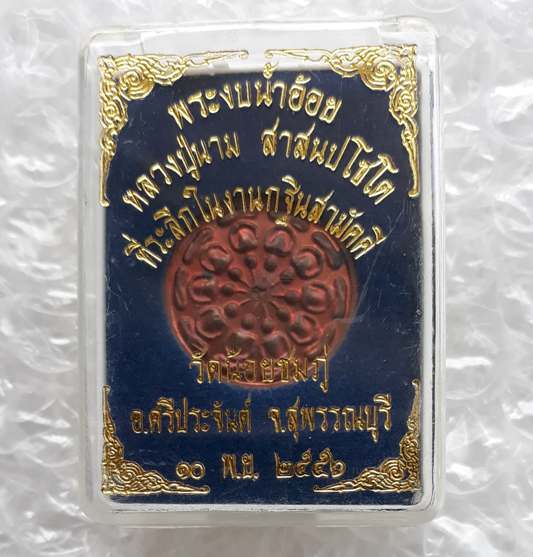 พระงบน้ำอ้อย
หลวงปู่นาม สาสนปโชโต
ที่ระลึกในงานกฐินสามัคคี
วัดน้อยชมภู่
อ.ศรีประจันต์ จ.สุพรรณบุรี
๑๐ พ.ย. ๒๕๕๑